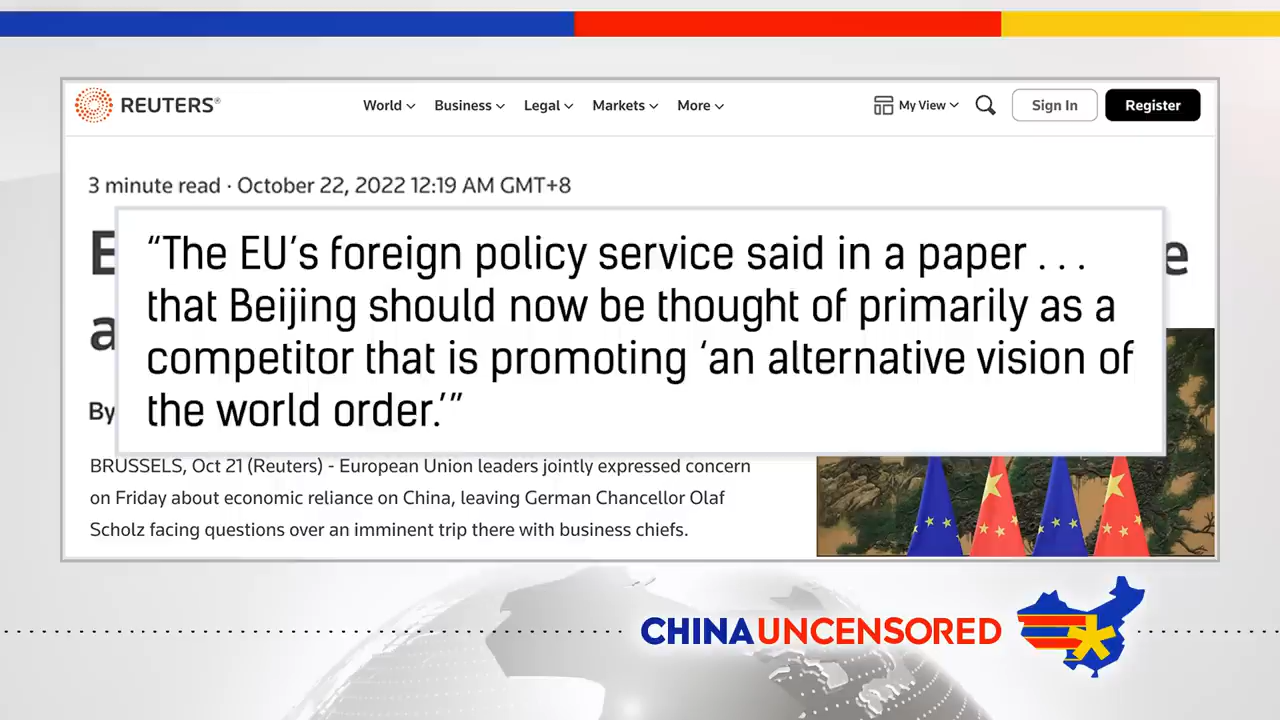 REUTERS®
World Business Legal Markets More
My View Sign In Register
3 minute read · October 22, 2022 12:19 AM GMT+8
“The EU’s foreign policy service said in a paper . . .
that Beijing should now be thought of primarily as a
competitor that is promoting ‘an alternative vision of
the world order.’”
By
BRUSSELS, Oct 21 (Reuters) - European Union leaders jointly expressed concern
on Friday about economic reliance on China, leaving German Chancellor Olaf
Scholz facing questions over an imminent trip there with business chiefs.
CHINA UNCENSORED